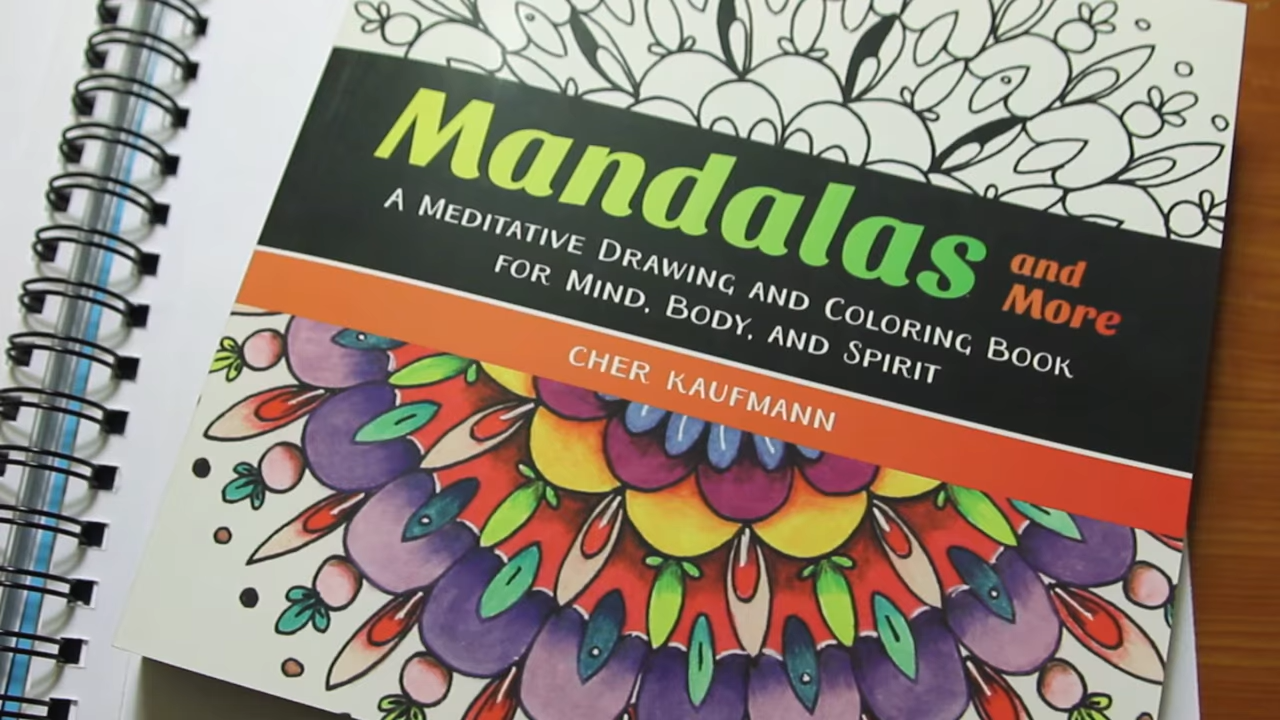 Mandalas
and
More
A MEDITATIVE DRAWING AND COLORING BOOK
FOR MIND, BODY, AND SPIRIT
CHER KAUFMANN